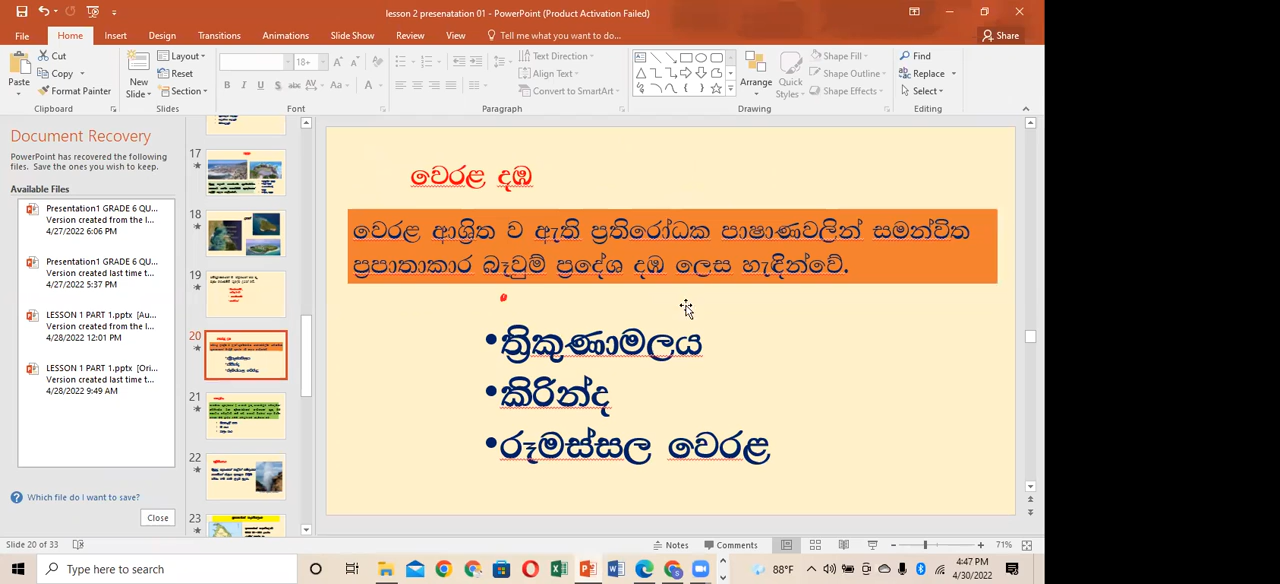 lesson 2 presenatation 01 - PowerPoint (Product Activation Failed)
File Home Insert Design Transitions Animations Slide Show Review View Tell me what you want to do... Share
Paste Cut Copy Format Painter
New Slide Layout Reset Section
18+
Text Direction Align Text Convert to SmartArt
Arrange Quick Styles Shape Fill Shape Outline Shape Effects
Find Replace Select
Clipboard Slides Font Paragraph Drawing Editing
Document Recovery
PowerPoint has recovered the following
files. Save the ones you wish to keep.
Available Files
Presentation1 GRADE 6 QU...
Version created from the l...
4/27/2022 6:06 PM
Presentation1 GRADE 6 QU...
Version created last time t...
4/27/2022 5:37 PM
LESSON 1 PART 1.pptx [Au...
Version created from the l...
4/28/2022 12:01 PM
LESSON 1 PART 1.pptx [Ori...
Version created last time t...
4/28/2022 9:49 AM
Which file do I want to save?
Close
17
18
19
20
21
22
23
වෙරළ දඹ
වෙරළ ආශ්‍රිත ව ඇති ප්‍රතිරෝධක පාෂාණවලින් සමන්විත
ප්‍රපාතාකාර බෑවුම් ප්‍රදේශ දඹ ලෙස හැඳින්වේ.
•ත්‍රිකුණාමලය
•කිරින්ද
•රූමස්සල වෙරළ
Slide 20 of 33 Notes Comments 71%
Type here to search 88°F 4:47 PM
4/30/2022